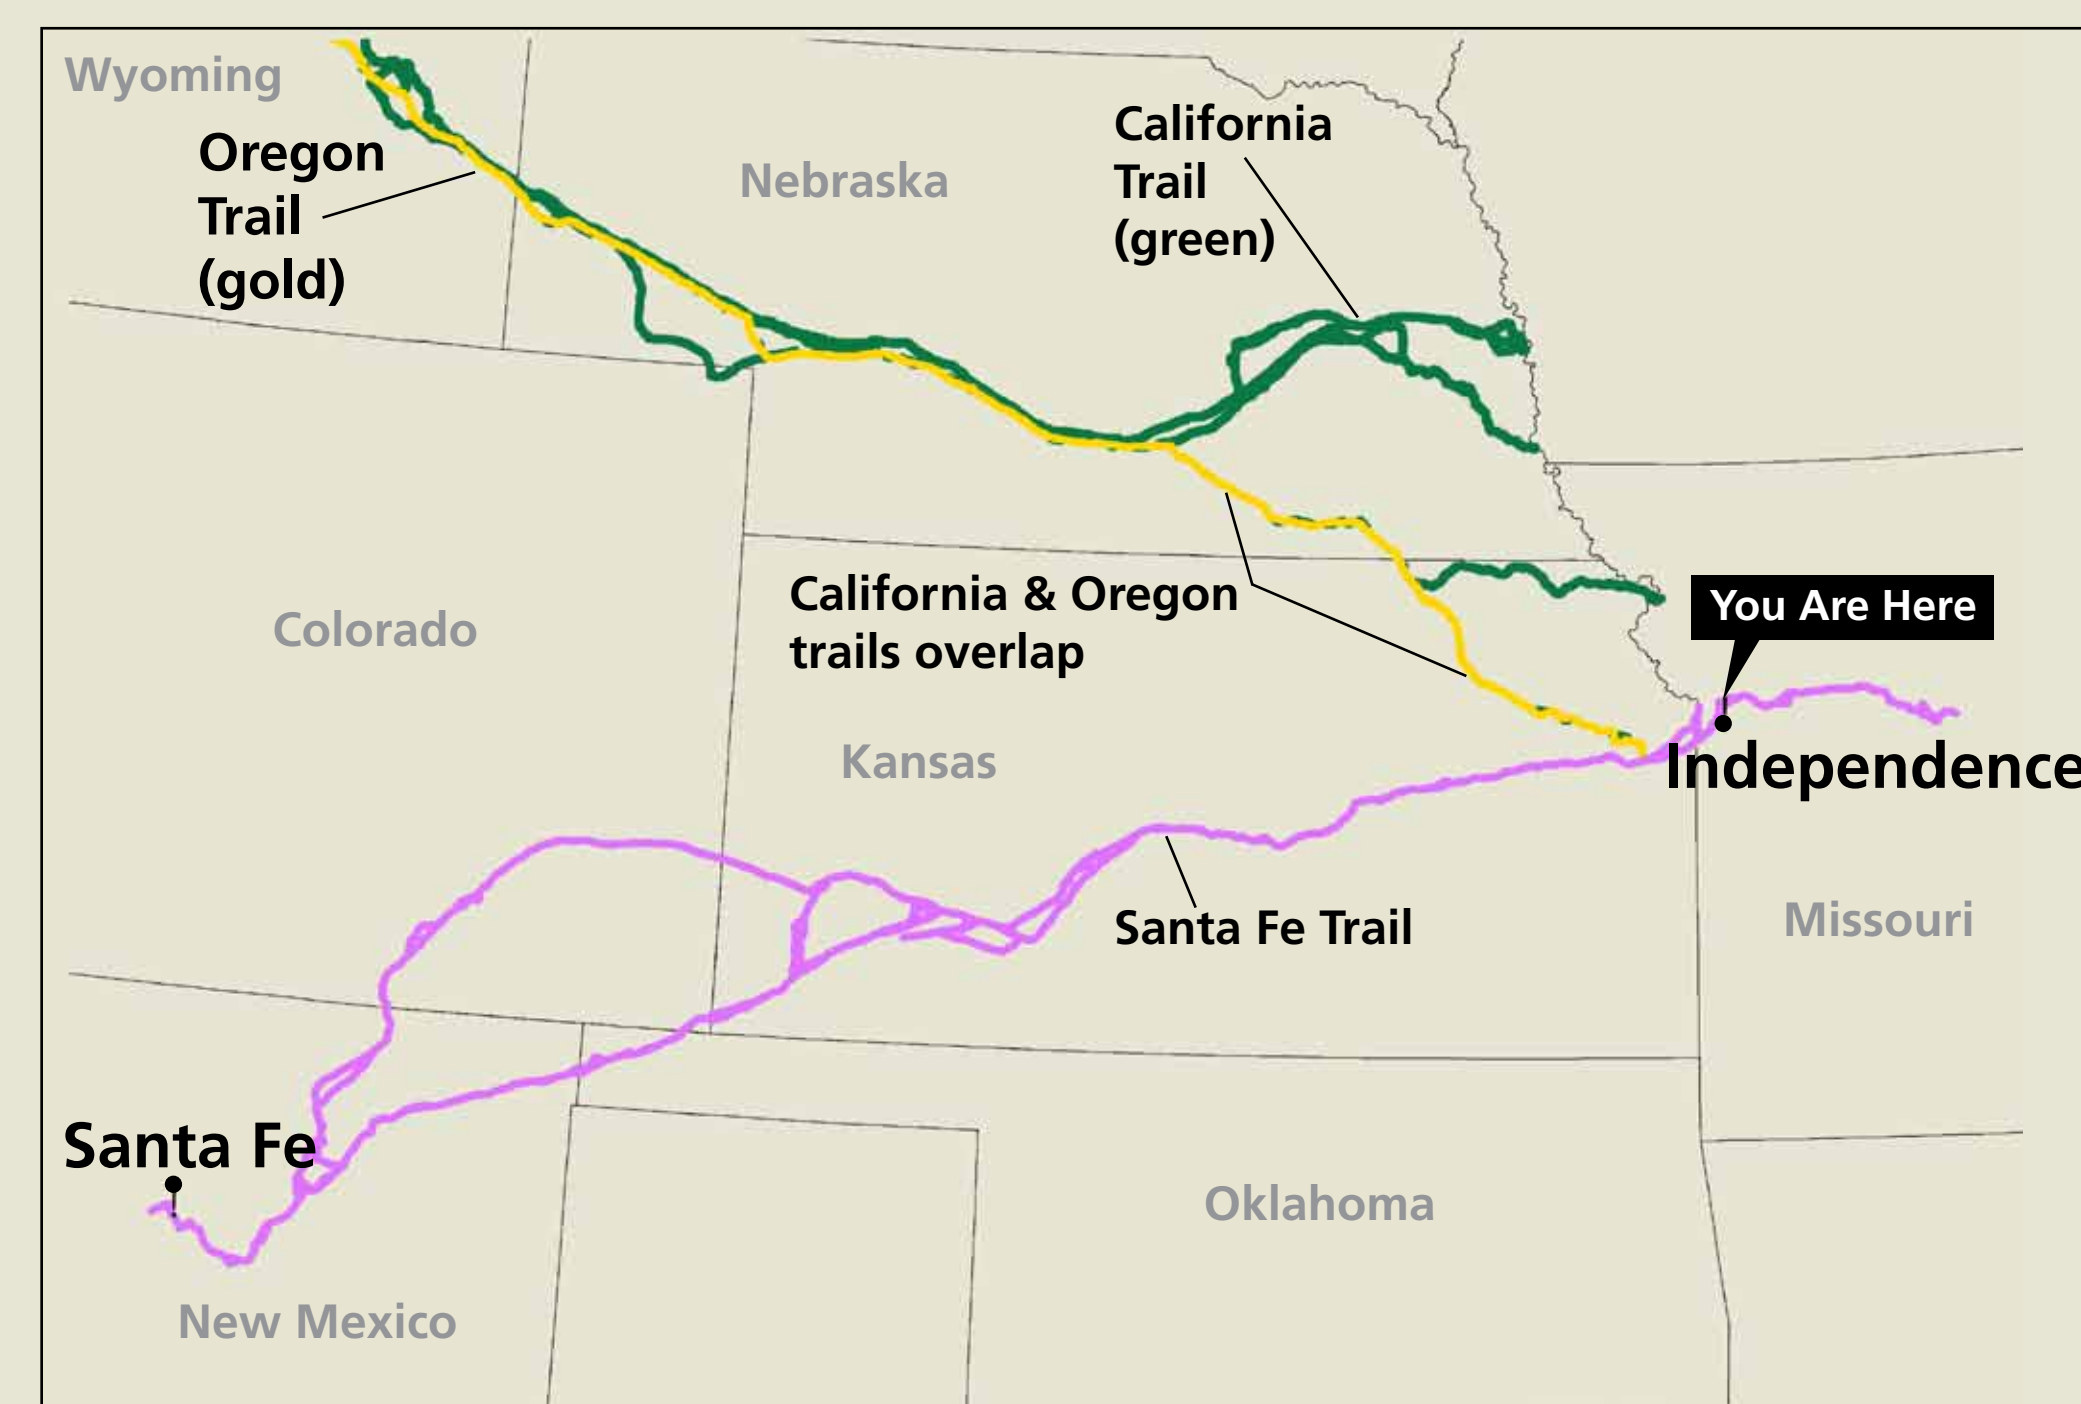 Wyoming
Oregon
Trail
(gold)
Nebraska
California
Trail
(green)
California & Oregon
trails overlap
You Are Here
Colorado
Kansas
Independence
Santa Fe Trail
Missouri
Santa Fe
Oklahoma
New Mexico